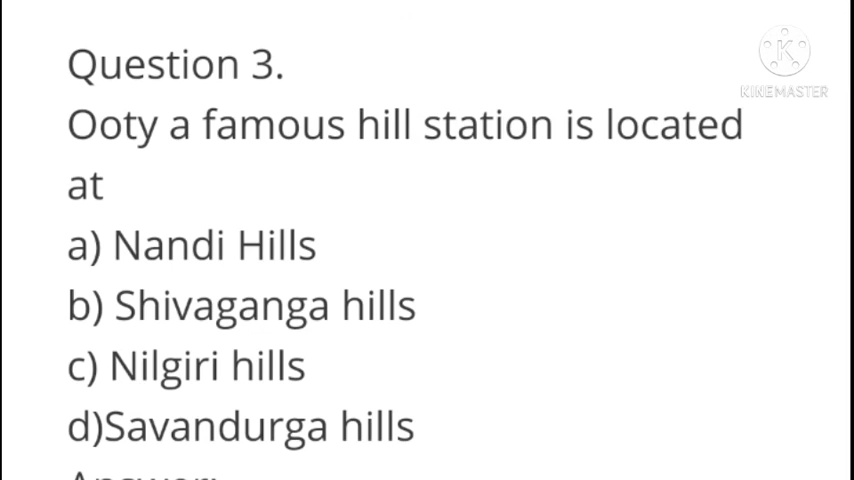 Question 3.
Ooty a famous hill station is located
at
a) Nandi Hills
b) Shivaganga hills
c) Nilgiri hills
d)Savandurga hills
K
KINEMASTER